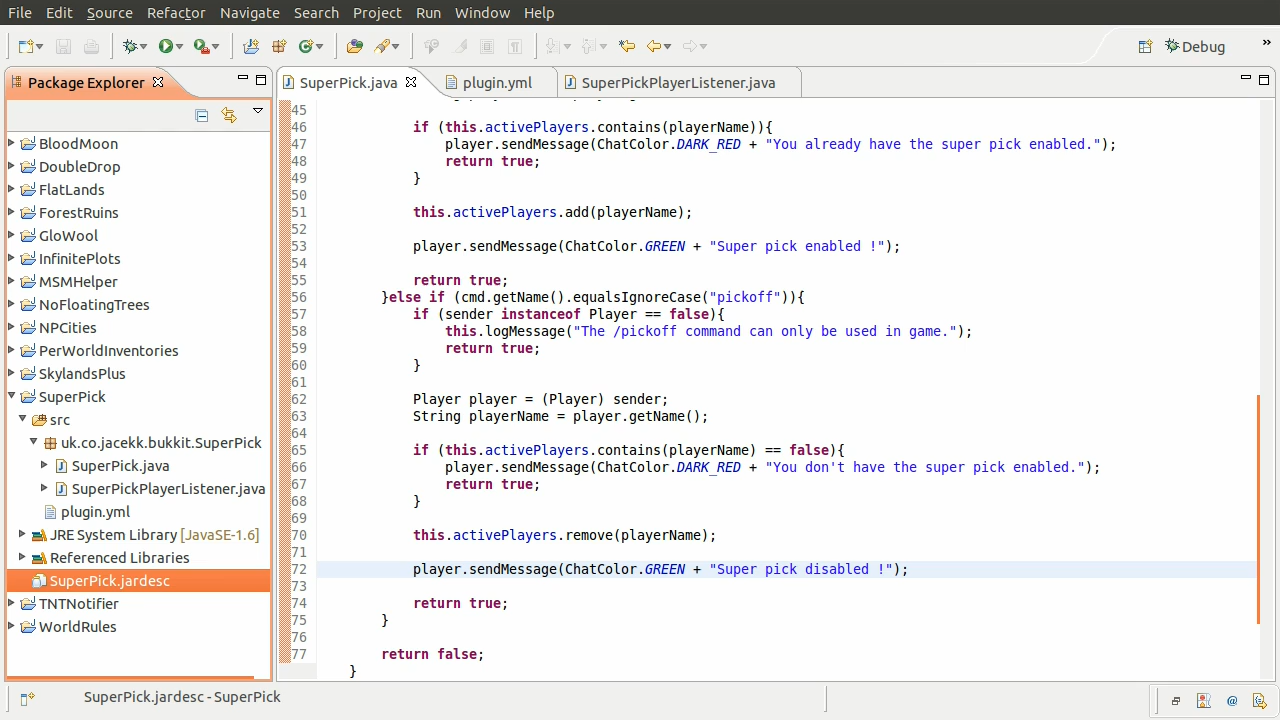 File Edit Source Refactor Navigate Search Project Run Window Help
Debug
Package Explorer
SuperPick.java
plugin.yml
SuperPickPlayerListener.java
BloodMoon
DoubleDrop
FlatLands
ForestRuins
GloWool
InfinitePlots
MSMHelper
NoFloatingTrees
NPCities
PerWorldInventories
SkylandsPlus
SuperPick
src
uk.co.jacekk.bukkit.SuperPick
SuperPick.java
SuperPickPlayerListener.java
plugin.yml
JRE System Library [JavaSE-1.6]
Referenced Libraries
SuperPick.jardesc
TNTNotifier
WorldRules
45
46 if (this.activePlayers.contains(playerName)){
47 player.sendMessage(ChatColor.DARK_RED + "You already have the super pick enabled.");
48 return true;
49 }
50
51 this.activePlayers.add(playerName);
52
53 player.sendMessage(ChatColor.GREEN + "Super pick enabled !");
54
55 return true;
56 }else if (cmd.getName().equalsIgnoreCase("pickoff")){
57 if (sender instanceof Player == false){
58 this.logMessage("The /pickoff command can only be used in game.");
59 return true;
60 }
61
62 Player player = (Player) sender;
63 String playerName = player.getName();
64
65 if (this.activePlayers.contains(playerName) == false){
66 player.sendMessage(ChatColor.DARK_RED + "You don't have the super pick enabled.");
67 return true;
68 }
69
70 this.activePlayers.remove(playerName);
71
72 player.sendMessage(ChatColor.GREEN + "Super pick disabled !");
73
74 return true;
75 }
76
77 return false;
}
SuperPick.jardesc - SuperPick